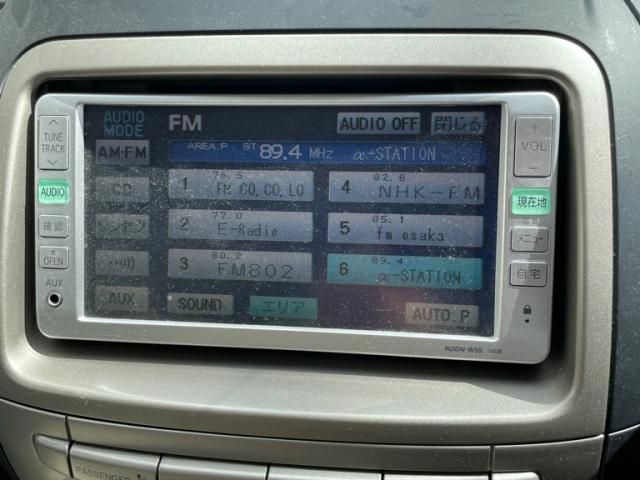 AUDIO MODE
FM
AUDIO OFF
閉じる
TUNE TRACK
AM・FM
AREA:P ST 89.4 MHz α-STATION
+
VOL
−
CD
1 76.5 FM CO.CO.LO
4 82.8 NHK-FM
AUDIO
現在地
2 77.0 E-Radio
5 85.1 fm osaka
確認
メニュー
OPEN
3 80.2 FM802
6 89.4 α-STATION
自宅
AUX
AUX
SOUND
エリア
AUTO.P
NDDN-W58
PASSENGER